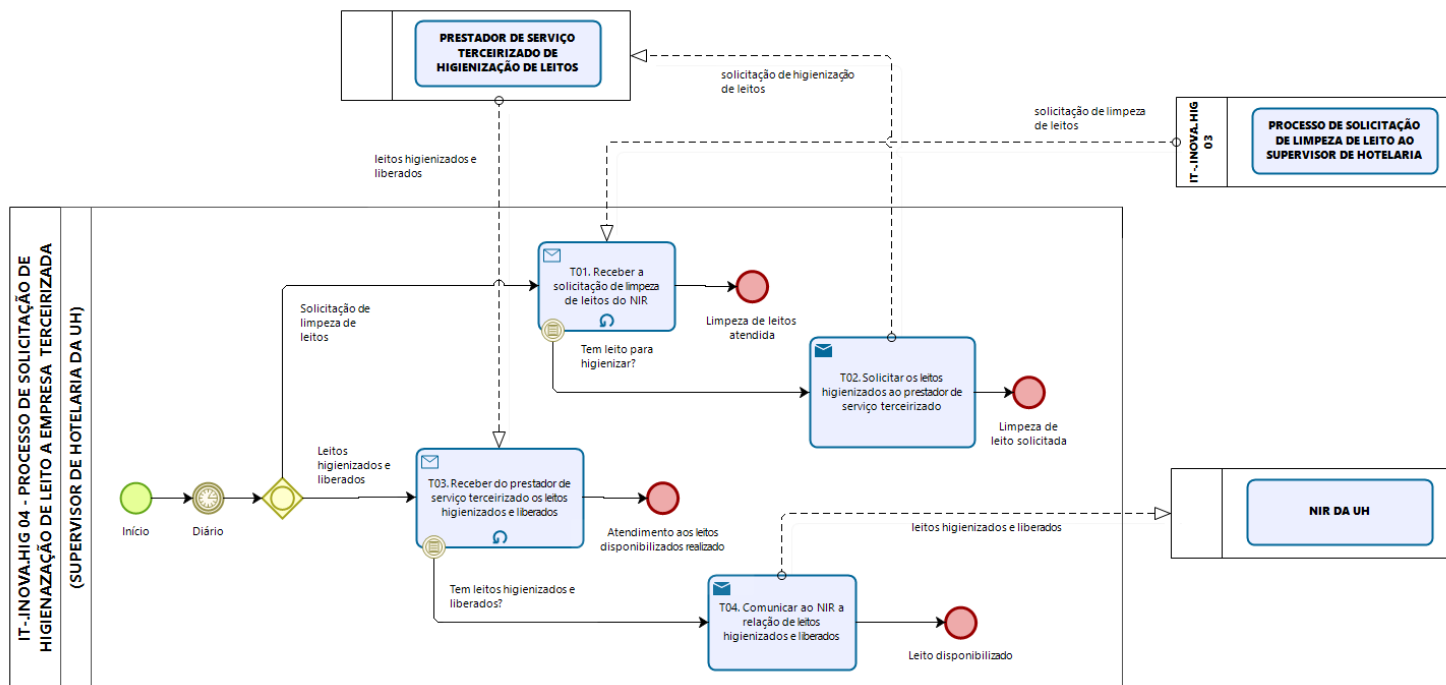 PRESTADOR DE SERVIÇO
TERCEIRIZADO DE
HIGIENIZAÇÃO DE LEITOS
solicitação de higienização
de leitos
solicitação de limpeza
de leitos
IT -.INOVA.HIG
03
PROCESSO DE SOLICITAÇÃO
DE LIMPEZA DE LEITO AO
SUPERVISOR DE HOTELARIA
leitos higienizados e
liberados
IT -.INOVA.HIG 04 - PROCESSO DE SOLICITAÇÃO DE
HIGIENAZAÇÃO DE LEITO A EMPRESA TERCEIRIZADA
(SUPERVISOR DE HOTELARIA DA UH)
T01. Receber a
solicitação de limpeza
de leitos do NIR
Solicitação de
limpeza de
leitos
Limpeza de leitos
atendida
Tem leito para
higienizar?
T02. Solicitar os leitos
higienizados ao prestador de
serviço terceirizado
Limpeza de
leito solicitada
Leitos
higienizados e
liberados
T03. Receber do prestador de
serviço terceirizado os leitos
higienizados e liberados
Início
Diário
Atendimento aos leitos
disponibilizados realizado
leitos higienizados e liberados
NIR DA UH
Tem leitos higienizados e
liberados?
T04. Comunicar ao NIR a
relação de leitos
higienizados e liberados
Leito disponibilizado